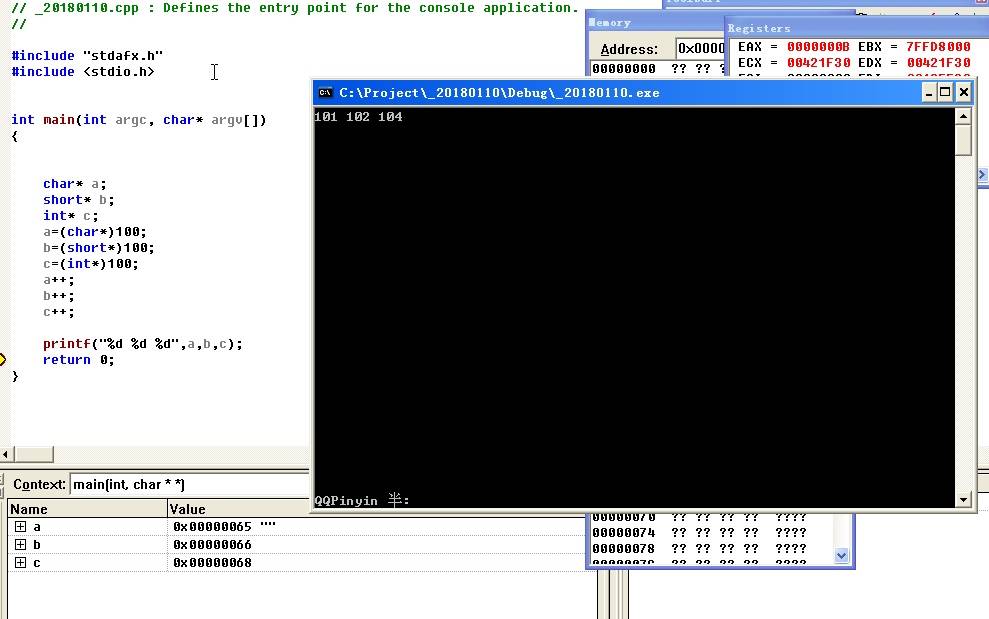 // _20180110.cpp : Defines the entry point for the console application.
//
#include "stdafx.h"
#include <stdio.h>
int main(int argc, char* argv[])
{
char* a;
short* b;
int* c;
a=(char*)100;
b=(short*)100;
c=(int*)100;
a++;
b++;
c++;
printf("%d %d %d",a,b,c);
return 0;
}
Memory
Address: 0x0000
00000000 ?? ?? ?
Registers
EAX = 0000000B EBX = 7FFD8000
ECX = 00421F30 EDX = 00421F30
C:\Project\_20180110\Debug\_20180110.exe
101 102 104
QQPinyin 半:
Context: main(int, char * *)
Name Value
a 0x00000065 ""
b 0x00000066
c 0x00000068
00000070 ?? ?? ?? ?? ????
00000074 ?? ?? ?? ?? ????
00000078 ?? ?? ?? ?? ????
0000007C ?? ?? ?? ?? ????